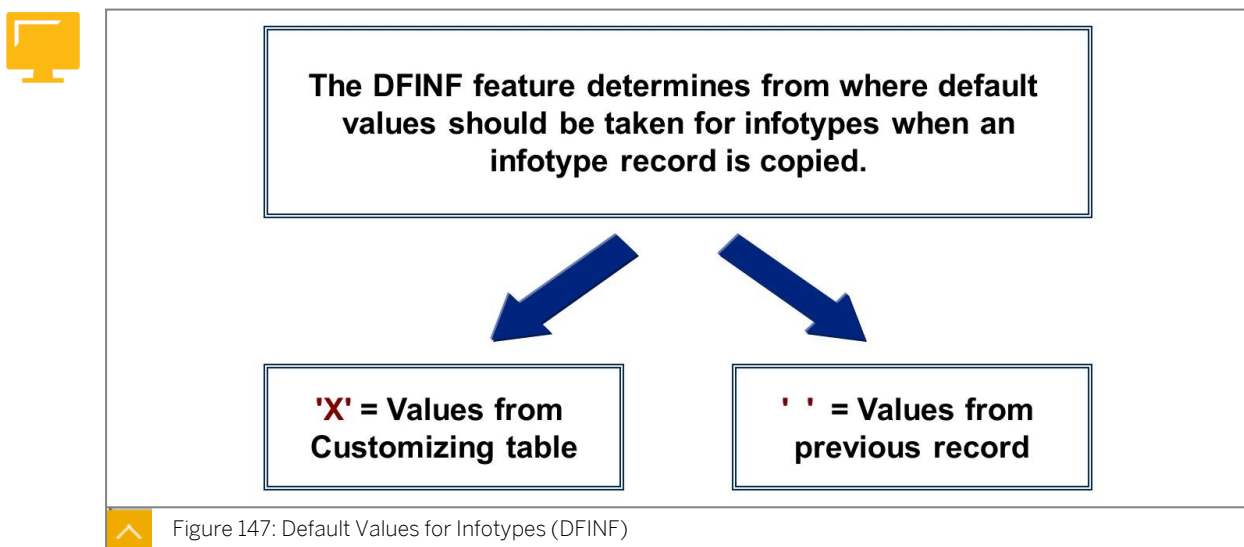 The DFINF feature determines from where default
values should be taken for infotypes when an
infotype record is copied.
'X' = Values from
Customizing table
' ' = Values from
previous record
Figure 147: Default Values for Infotypes (DFINF)